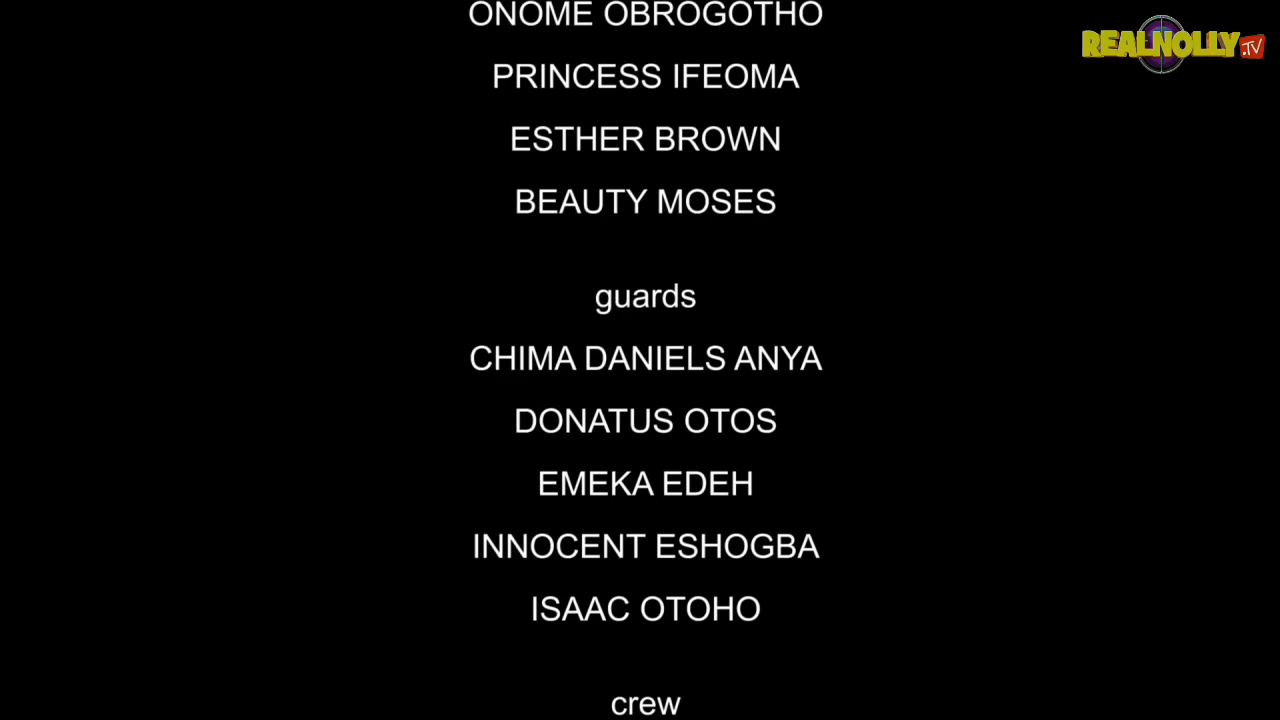 ONOME OBROGOTHO
REALNOLLY.TV
PRINCESS IFEOMA
ESTHER BROWN
BEAUTY MOSES
guards
CHIMA DANIELS ANYA
DONATUS OTOS
EMEKA EDEH
INNOCENT ESHOGBA
ISAAC OTOHO
crew